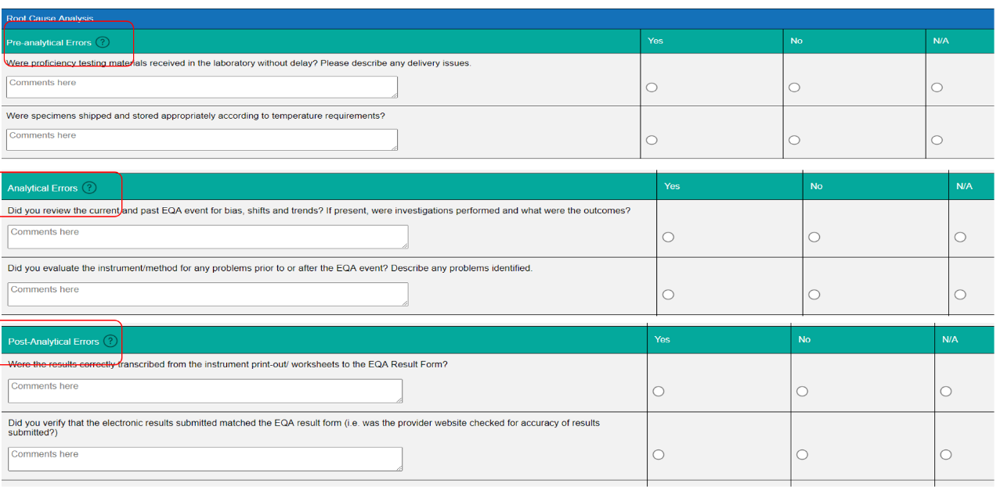 Root Cause Analysis
Pre-analytical Errors ? Yes No N/A
Were proficiency testing materials received in the laboratory without delay? Please describe any delivery issues.
Comments here
Were specimens shipped and stored appropriately according to temperature requirements?
Comments here
Analytical Errors ? Yes No N/A
Did you review the current and past EQA event for bias, shifts and trends? If present, were investigations performed and what were the outcomes?
Comments here
Did you evaluate the instrument/method for any problems prior to or after the EQA event? Describe any problems identified.
Comments here
Post-Analytical Errors ? Yes No N/A
Were the results correctly transcribed from the instrument print-out/ worksheets to the EQA Result Form?
Comments here
Did you verify that the electronic results submitted matched the EQA result form (i.e. was the provider website checked for accuracy of results
submitted?)
Comments here